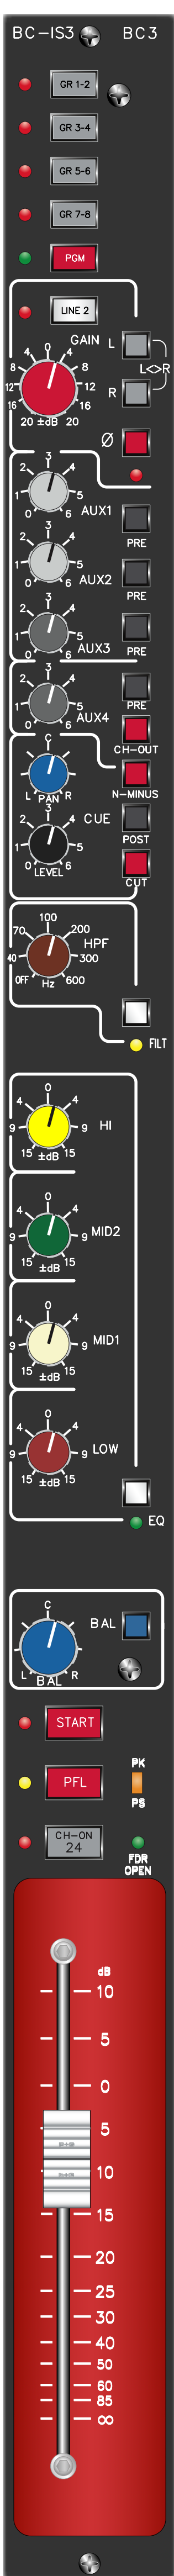 BC-IS3 BC3
GR 1-2
GR 3-4
GR 5-6
GR 7-8
PGM
LINE 2
GAIN L
0
4 4
8 8
L<>R
12 12
R
16 16
20 ±dB 20
Ø
3
2 4
1 5
AUX1
0 6
PRE
3
2 4
1 5
AUX2
0 6
PRE
3
2 4
1 5
AUX3
0 6
PRE
3
2 4
1 5
PRE
AUX4
0 6
CH-OUT
C
L PAN R
N-MINUS
3
2 4
CUE
1 5
POST
0 LEVEL 6
CUT
100
70 200
HPF
40 300
OFF Hz 600
FILT
0
4 4
9 9 HI
15 ±dB 15
0
4 4
9 9 MID2
15 ±dB 15
0
4 4
9 9 MID1
15 ±dB 15
0
4 4
9 9 LOW
15 ±dB 15
EQ
C
BAL
L R
BAL
START
PK
PFL
PS
CH-ON
24
FDR
OPEN
dB
10
5
0
5
10
15
20
25
30
40
50
60
85
∞